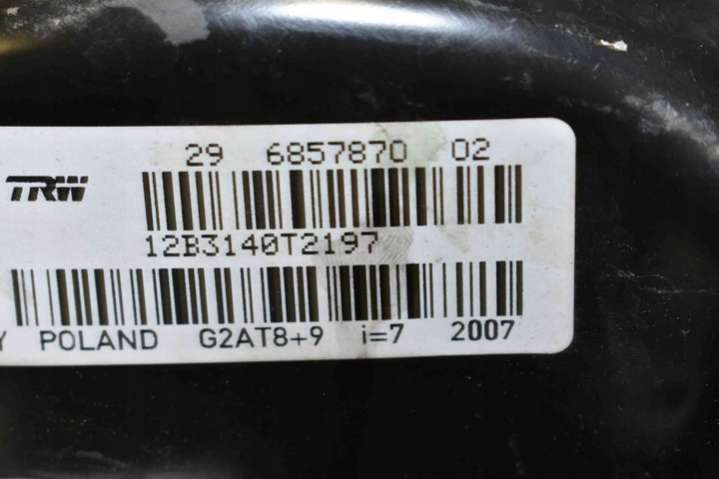 29 6857870 02
TRW
12B3140T2197
Y POLAND G2AT8+9 i=7 2007